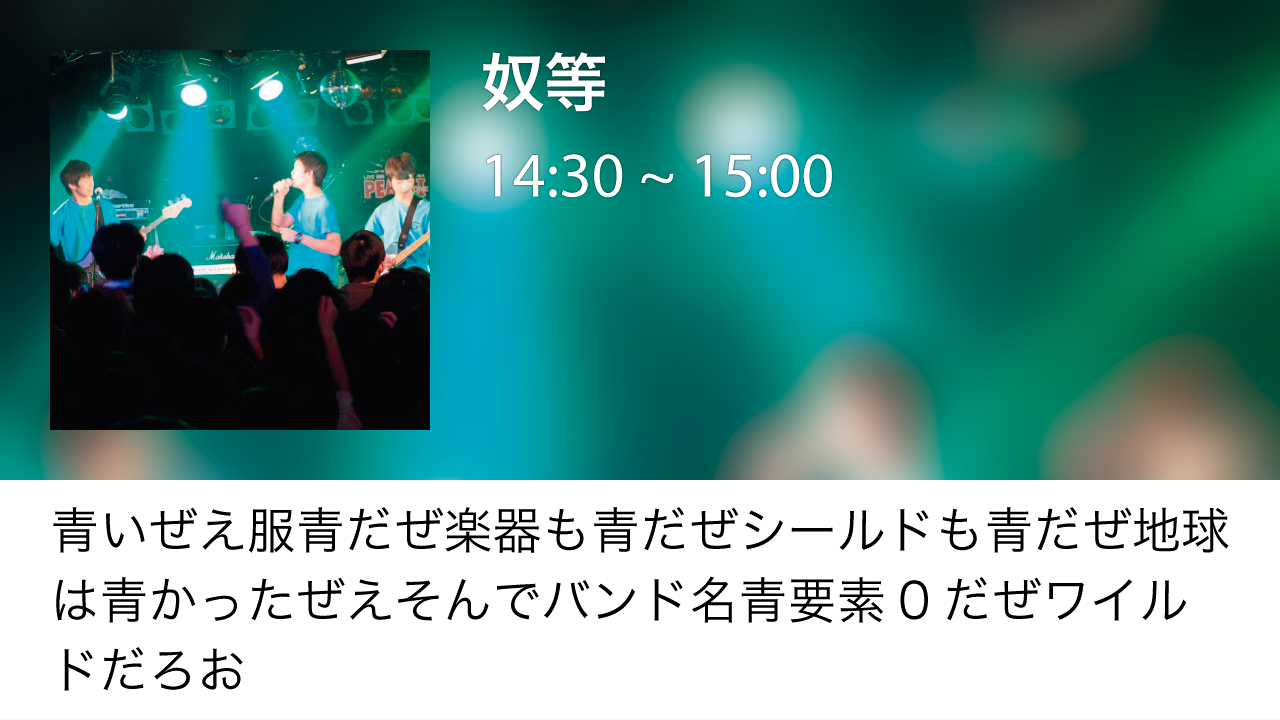 奴等
14:30 ~ 15:00
Marsha
青いぜえ服青だぜ楽器も青だぜシールドも青だぜ地球
は青かったぜえそんでバンド名青要素０だぜワイル
ドだろお